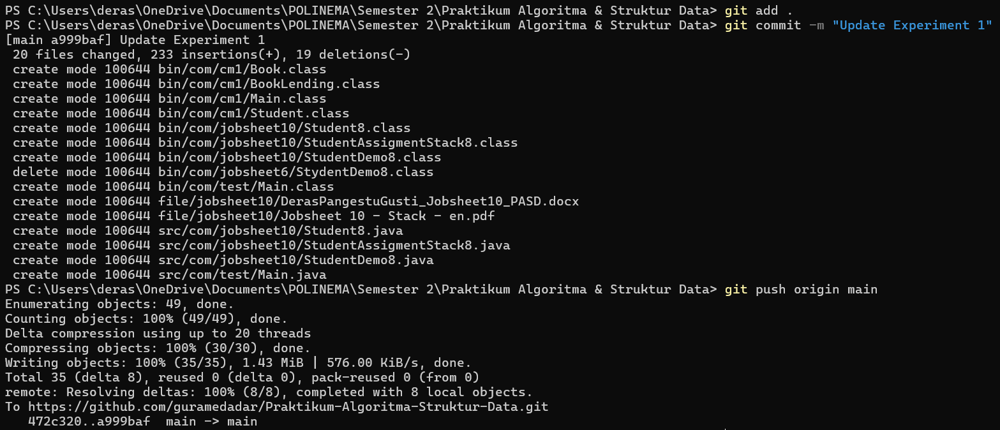 PS C:\Users\deras\OneDrive\Documents\POLINEMA\Semester 2\Praktikum Algoritma & Struktur Data> git add .
PS C:\Users\deras\OneDrive\Documents\POLINEMA\Semester 2\Praktikum Algoritma & Struktur Data> git commit -m "Update Experiment 1"
[main a999baf] Update Experiment 1
 20 files changed, 233 insertions(+), 19 deletions(-)
 create mode 100644 bin/com/cm1/Book.class
 create mode 100644 bin/com/cm1/BookLending.class
 create mode 100644 bin/com/cm1/Main.class
 create mode 100644 bin/com/cm1/Student.class
 create mode 100644 bin/com/jobsheet10/Student8.class
 create mode 100644 bin/com/jobsheet10/StudentAssigmentStack8.class
 create mode 100644 bin/com/jobsheet10/StudentDemo8.class
 delete mode 100644 bin/com/jobsheet6/StydentDemo8.class
 create mode 100644 bin/com/test/Main.class
 create mode 100644 file/jobsheet10/DerasPangestuGusti_Jobsheet10_PASD.docx
 create mode 100644 file/jobsheet10/Jobsheet 10 - Stack - en.pdf
 create mode 100644 src/com/jobsheet10/Student8.java
 create mode 100644 src/com/jobsheet10/StudentAssigmentStack8.java
 create mode 100644 src/com/jobsheet10/StudentDemo8.java
 create mode 100644 src/com/test/Main.java
PS C:\Users\deras\OneDrive\Documents\POLINEMA\Semester 2\Praktikum Algoritma & Struktur Data> git push origin main
Enumerating objects: 49, done.
Counting objects: 100% (49/49), done.
Delta compression using up to 20 threads
Compressing objects: 100% (30/30), done.
Writing objects: 100% (35/35), 1.43 MiB | 576.00 KiB/s, done.
Total 35 (delta 8), reused 0 (delta 0), pack-reused 0 (from 0)
remote: Resolving deltas: 100% (8/8), completed with 8 local objects.
To https://github.com/guramedadar/Praktikum-Algoritma-Struktur-Data.git
   472c320..a999baf  main -> main